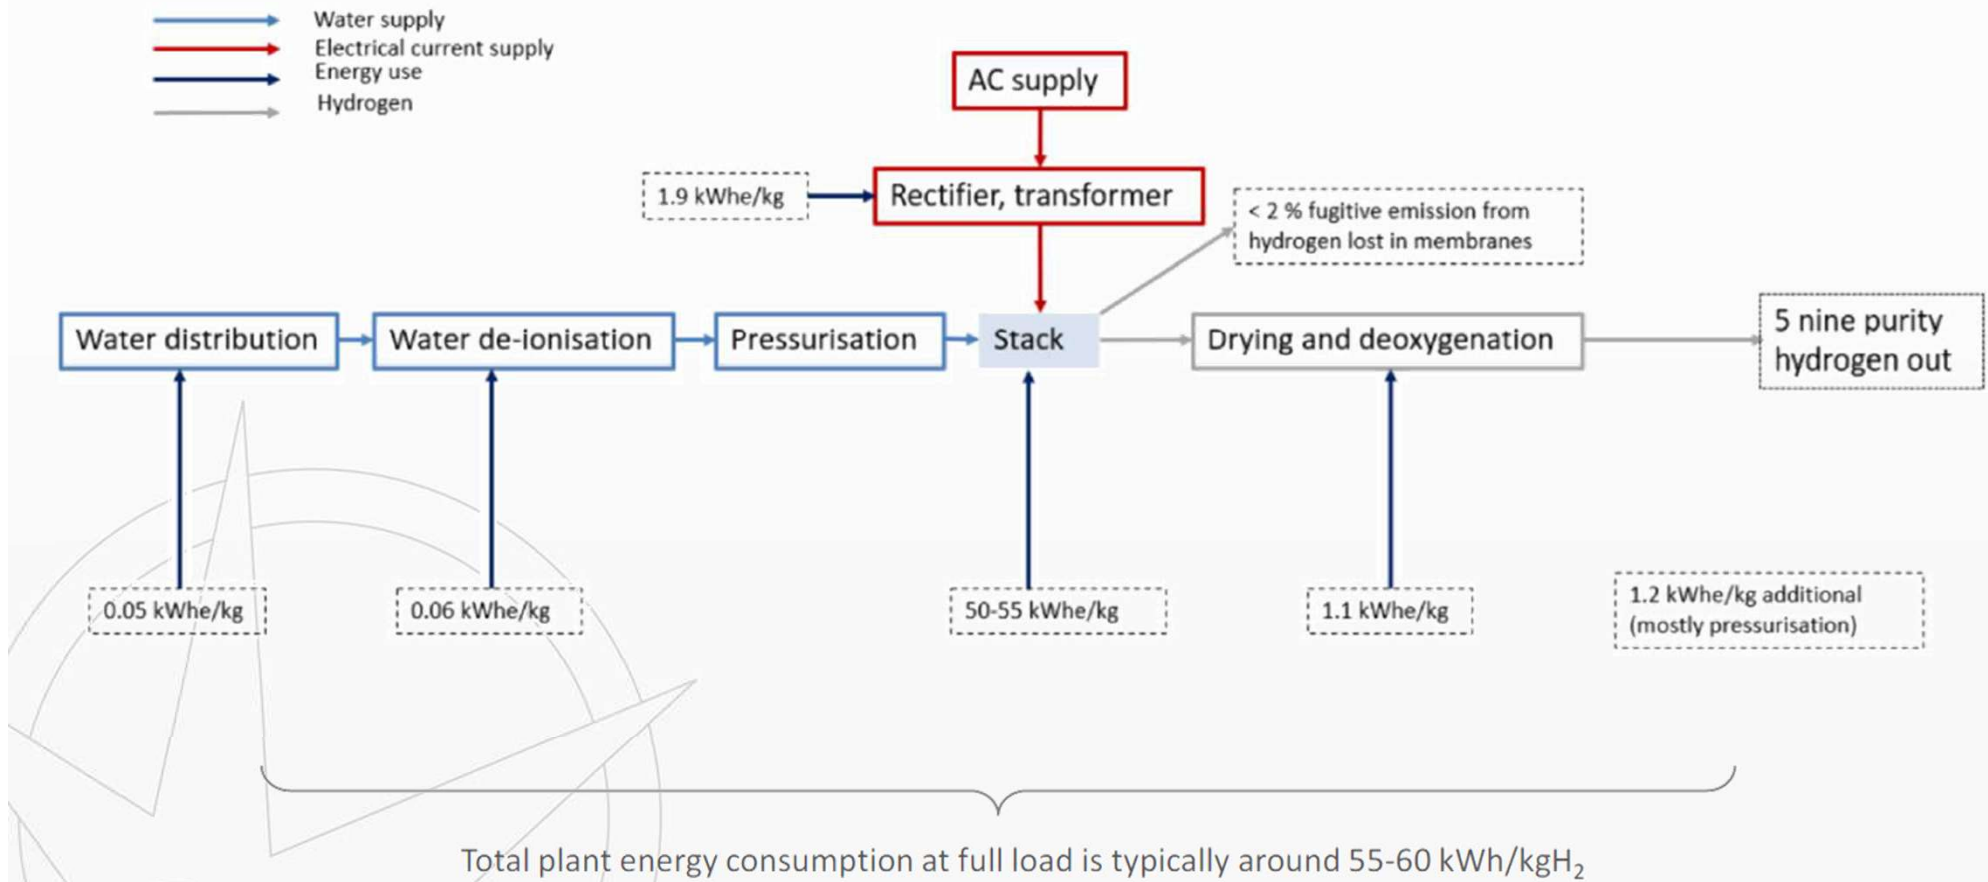 Water supply
Electrical current supply
Energy use
Hydrogen
AC supply
1.9 kWhe/kg
Rectifier, transformer
< 2 % fugitive emission from
hydrogen lost in membranes
Water distribution
Water de-ionisation
Pressurisation
Stack
Drying and deoxygenation
5 nine purity
hydrogen out
0.05 kWhe/kg
0.06 kWhe/kg
50-55 kWhe/kg
1.1 kWhe/kg
1.2 kWhe/kg additional
(mostly pressurisation)
Total plant energy consumption at full load is typically around 55-60 kWh/kgH₂